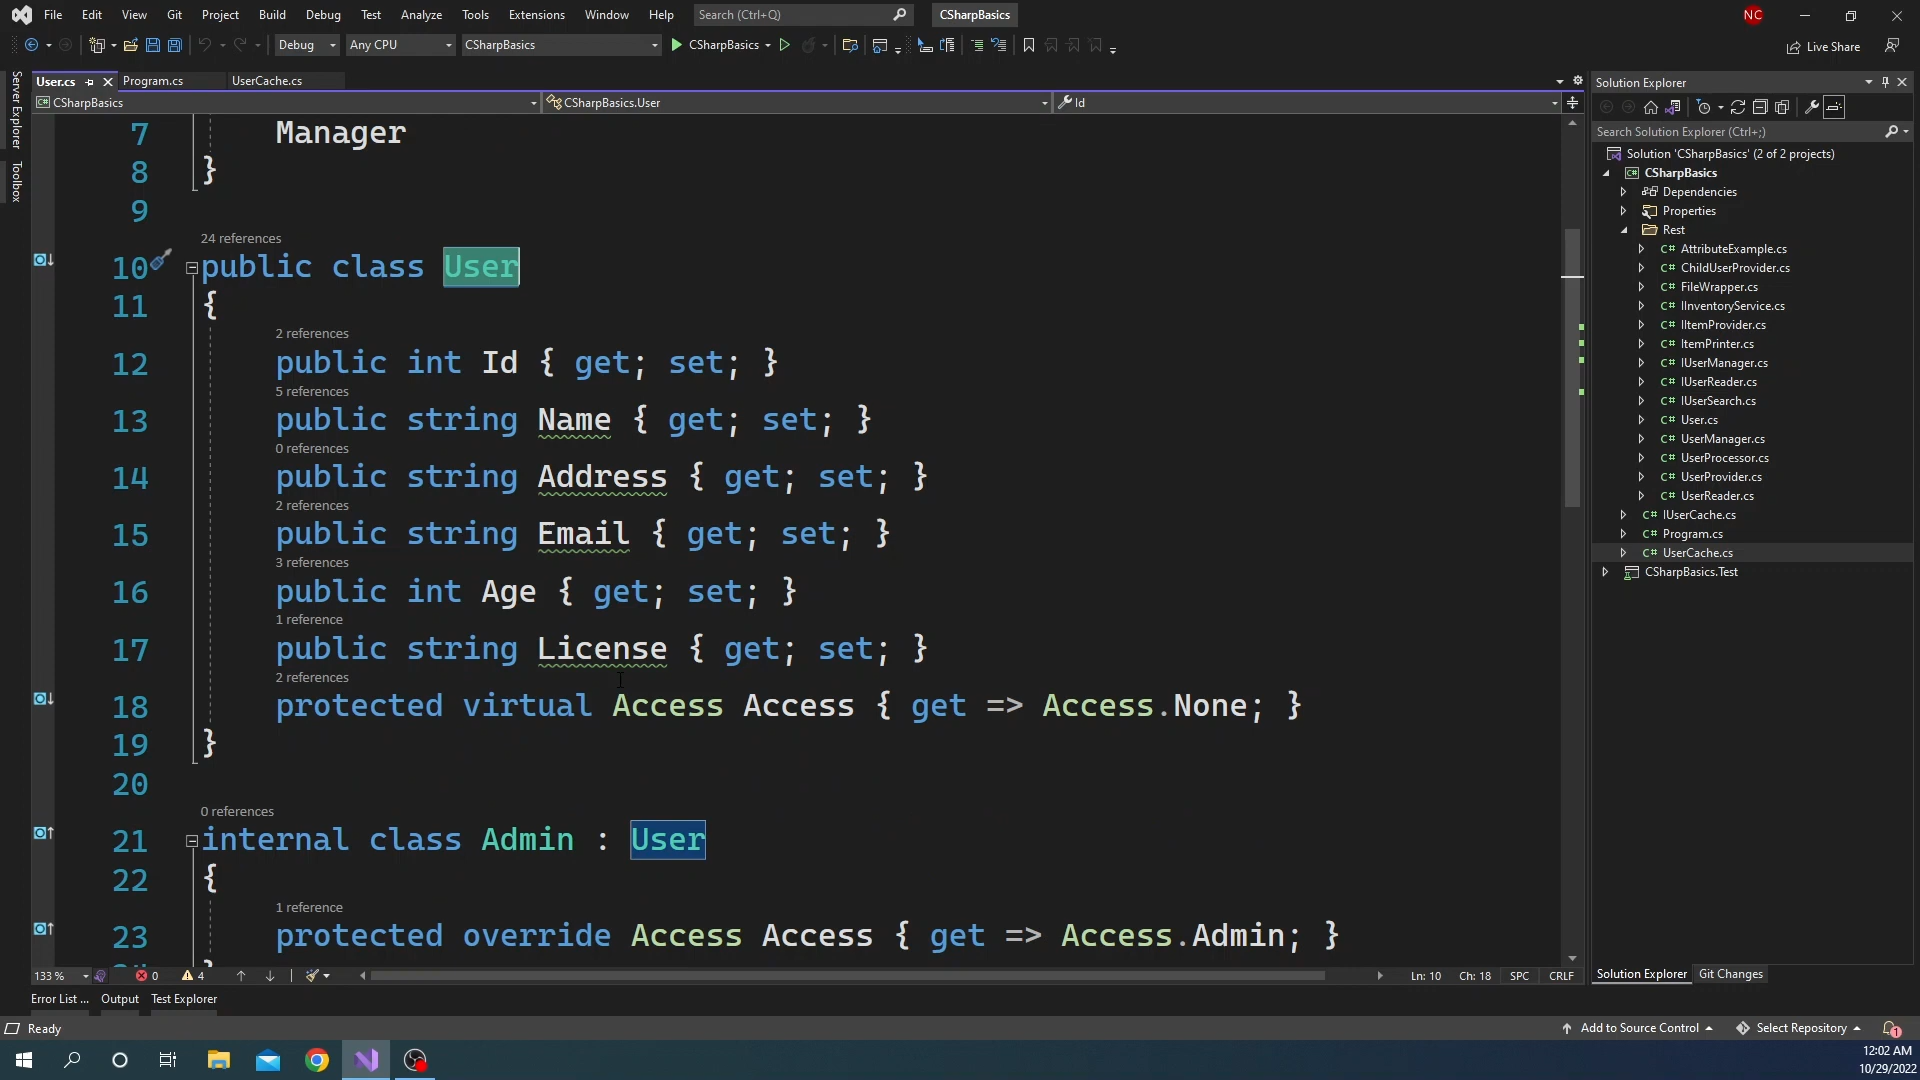 File Edit View Git Project Build Debug Test Analyze Tools Extensions Window Help Search (Ctrl+Q) CSharpBasics NC
Debug Any CPU CSharpBasics CSharpBasics Live Share
Server Explorer
Toolbox
User.cs Program.cs UserCache.cs
CSharpBasics CSharpBasics.User Id
7 Manager
8 }
9
24 references
10 public class User
11 {
2 references
12 public int Id { get; set; }
5 references
13 public string Name { get; set; }
0 references
14 public string Address { get; set; }
2 references
15 public string Email { get; set; }
3 references
16 public int Age { get; set; }
1 reference
17 public string License { get; set; }
2 references
18 protected virtual Access Access { get => Access.None; }
19 }
20
0 references
21 internal class Admin : User
22 {
1 reference
23 protected override Access Access { get => Access.Admin; }
133 % 0 4 Ln: 10 Ch: 18 SPC CRLF
Error List ... Output Test Explorer
Solution Explorer
Search Solution Explorer (Ctrl+;)
Solution 'CSharpBasics' (2 of 2 projects)
C# CSharpBasics
Dependencies
Properties
Rest
C# AttributeExample.cs
C# ChildUserProvider.cs
C# FileWrapper.cs
C# IInventoryService.cs
C# IItemProvider.cs
C# ItemPrinter.cs
C# IUserManager.cs
C# IUserReader.cs
C# IUserSearch.cs
C# User.cs
C# UserManager.cs
C# UserProcessor.cs
C# UserProvider.cs
C# UserReader.cs
C# IUserCache.cs
C# Program.cs
C# UserCache.cs
CSharpBasics.Test
Solution Explorer Git Changes
Ready Add to Source Control Select Repository 1
12:02 AM
10/29/2022